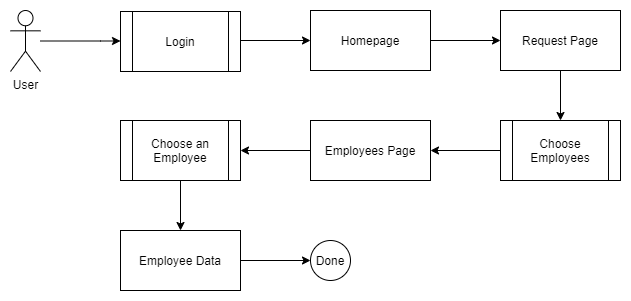 Login
Homepage
Request Page
User
Choose
Employees
Employees Page
Choose an
Employee
Employee Data
Done